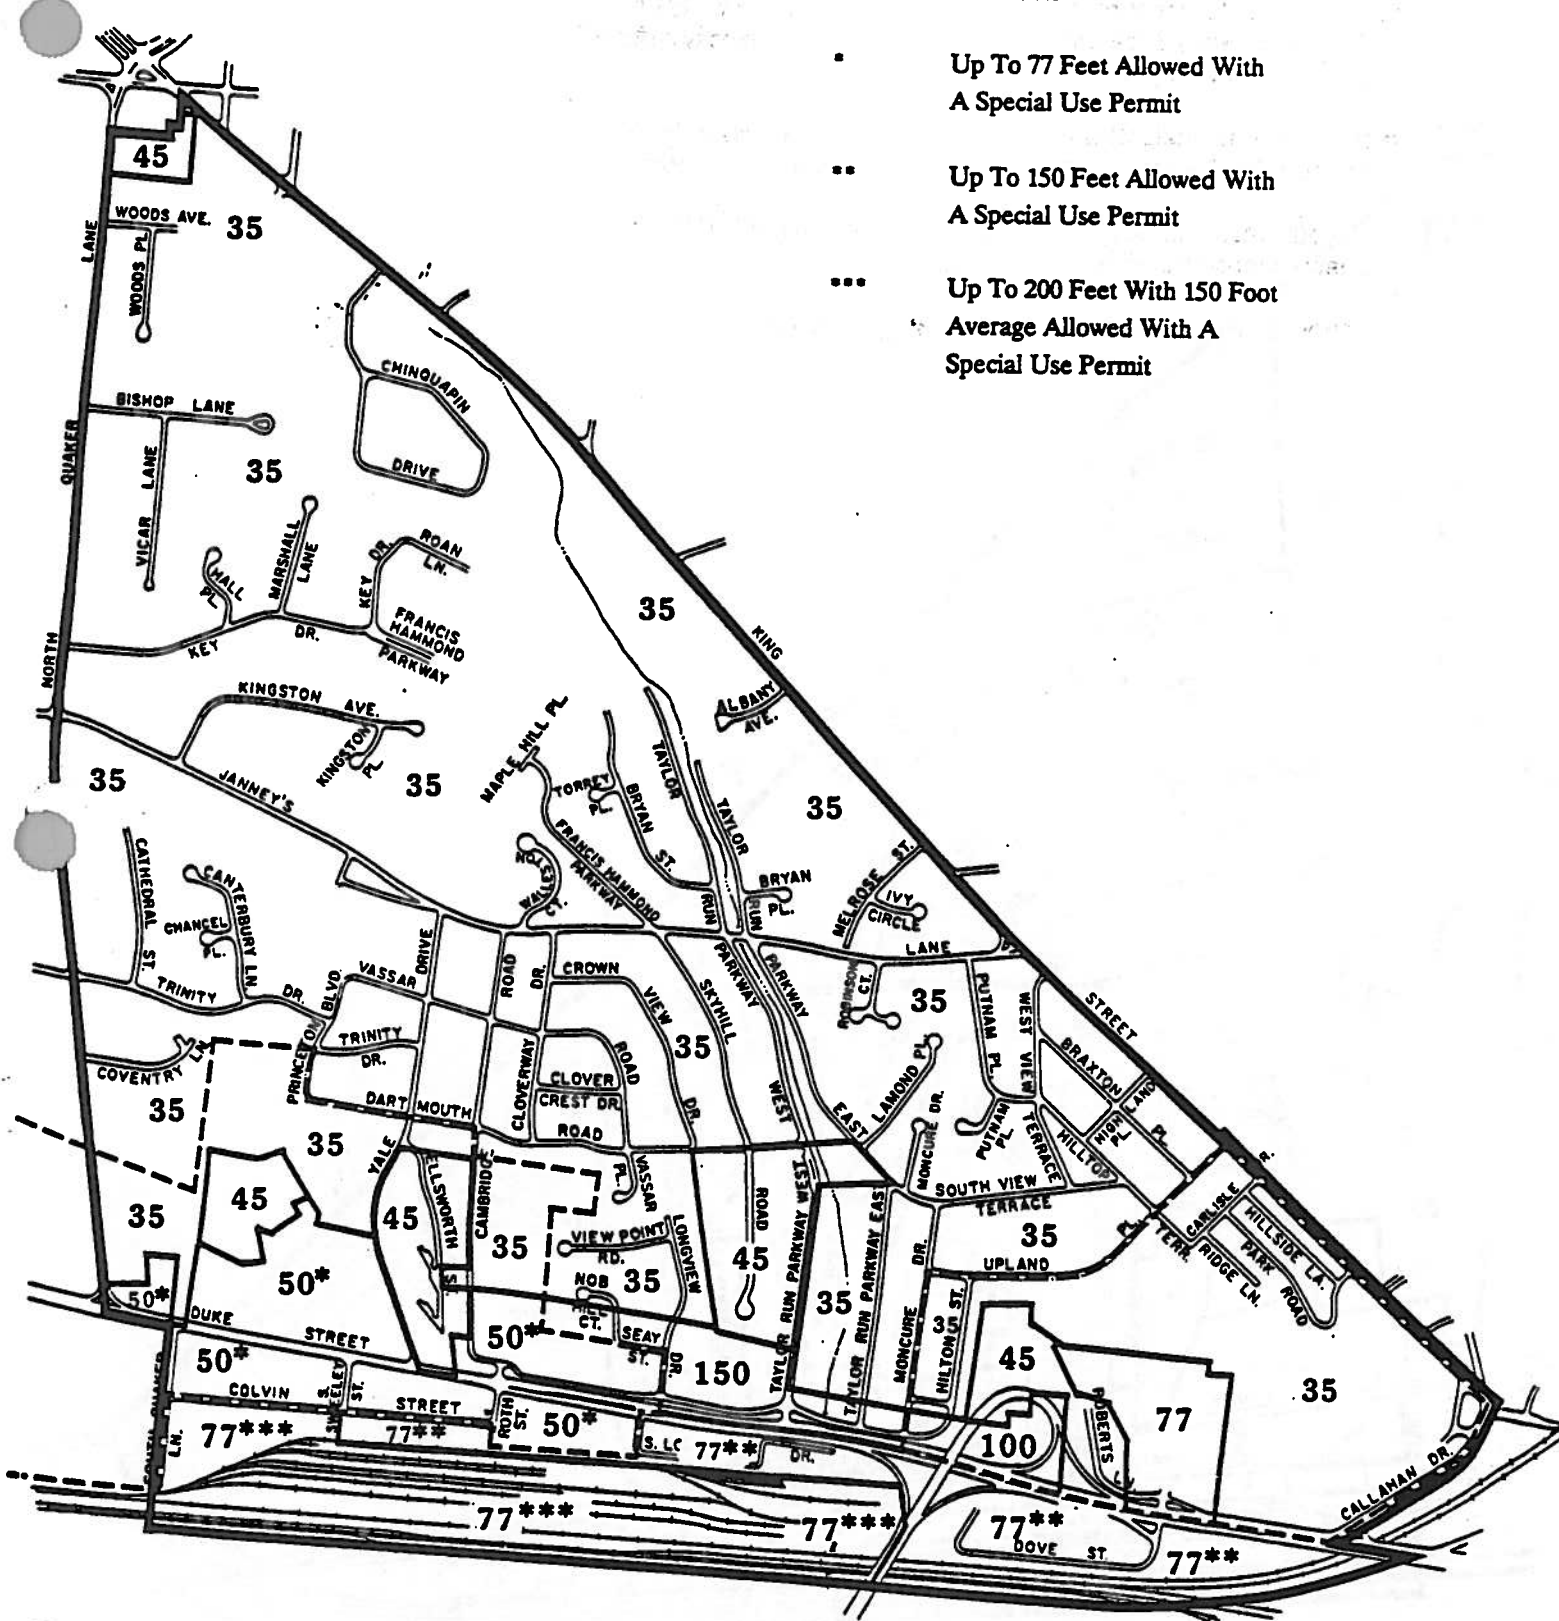 *
Up To 77 Feet Allowed With
A Special Use Permit
**
Up To 150 Feet Allowed With
A Special Use Permit
***
Up To 200 Feet With 150 Foot
Average Allowed With A
Special Use Permit
45
WOODS AVE.
35
LANE
WOODS PL
CHINQUAPIN
BISHOP LANE
QUAKER
VICAR LANE
35
DRIVE
MARSHALL
LANE
HALL
PL.
KEY DR.
ROAN
LN.
FRANCIS
HAMMOND
PARKWAY
KEY DR.
35
KING
NORTH
KINGSTON AVE.
KINGSTON
PL
ALBANY
AVE.
MAPLE HILL PL.
35
JANNEY'S
35
TORREY
PL.
BRYAN ST.
TAYLOR
RUN
TAYLOR
RUN
35
CATHEDRAL ST.
CANTERBURY LN
CHANCEL
PL.
WALLESTON
CT.
FRANCIS HAMMOND
PARKWAY
BRYAN
PL.
MELROSE ST.
IVY
CIRCLE
LANE
TRINITY DR.
BLVD.
PRINCETON
VASSAR
DRIVE
ROAD
DR.
CROWN
VIEW
SKYHILL
PARKWAY
PARKWAY
ROBINSON
CT.
35
PUTNAM PL.
WEST VIEW
TERRACE
STREET
COVENTRY LN
TRINITY
DR.
CLOVERWAY
ROAD
35
CLOVER
CREST DR.
DR.
WEST
EAST
LAMOND PL
BRAXTON
PL.
LAND
HIGH
PL
HILLTOP
PUTNAM
PL
MONCURE DR.
35
35
DARTMOUTH
ROAD
YALE
ELLSWORTH
CAMBRIDGE
VASSAR
PL.
ROAD
45
45
35
35
VIEW POINT
RD.
LONGVIEW
NOB
HILL
CT.
35
45
SOUTH VIEW
TERRACE
35
UPLAND PL
TERR.
CARLISLE
R.
HILLSIDE LA.
PARK
ROAD
RIDGE LN.
50*
50*
ST.
35
TAYLOR RUN PARKWAY WEST
TAYLOR RUN PARKWAY EAST
MONCURE DR.
HILTON ST.
35
DUKE STREET
50*
SEAY
ST.
DR.
150
45
35
50*
COLVIN STREET
S.
SWEELEY
ST.
ROTH
ST.
50*
ROBERTS
77
LN.
77***
77**
77**
DR.
100
CALLAHAN DR.
77***
77***
77**
DOVE ST.
77**